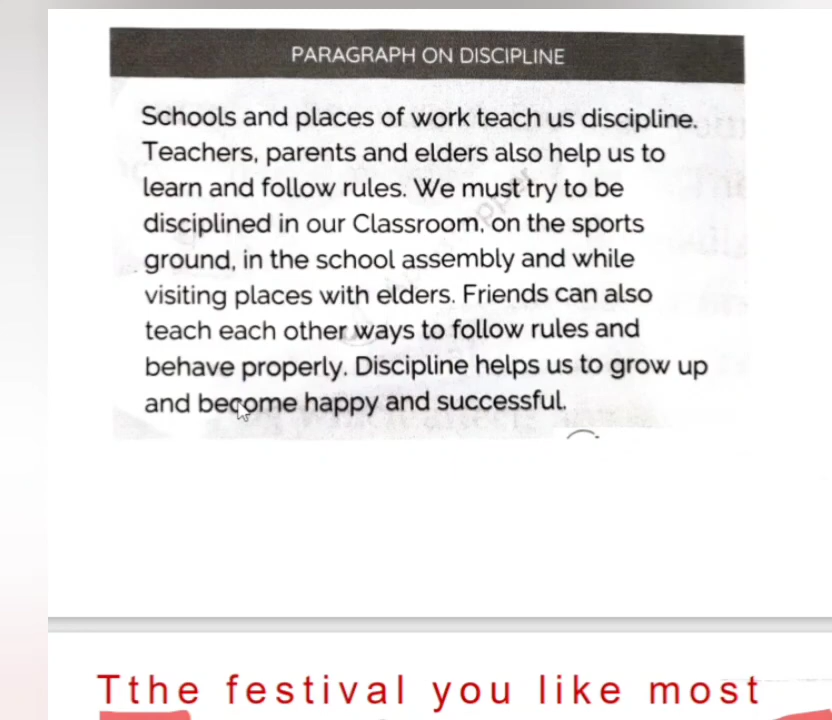 PARAGRAPH ON DISCIPLINE
Schools and places of work teach us discipline.
Teachers, parents and elders also help us to
learn and follow rules. We must try to be
disciplined in our Classroom, on the sports
ground, in the school assembly and while
visiting places with elders. Friends can also
teach each other ways to follow rules and
behave properly. Discipline helps us to grow up
and become happy and successful.
Tthe festival you like most